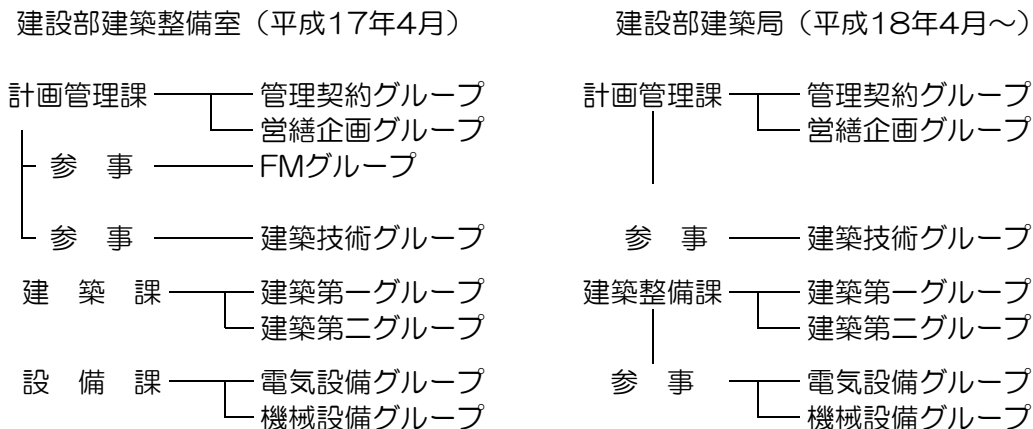 建設部建築整備室（平成17年4月）
計画管理課 管理契約グループ
営繕企画グループ
参 事 FMグループ
参 事 建築技術グループ
建 築 課 建築第一グループ
建築第二グループ
設 備 課 電気設備グループ
機械設備グループ
建設部建築局（平成18年4月～）
計画管理課 管理契約グループ
営繕企画グループ
参 事 建築技術グループ
建築整備課 建築第一グループ
建築第二グループ
参 事 電気設備グループ
機械設備グループ